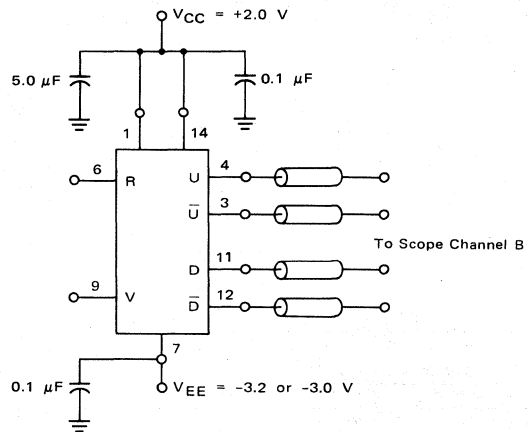 VCC = +2.0 V
5.0 μF
0.1 μF
1
14
6
R
U
4
U̅
3
To Scope Channel B
D
11
9
V
D̅
12
7
0.1 μF
VEE = -3.2 or -3.0 V